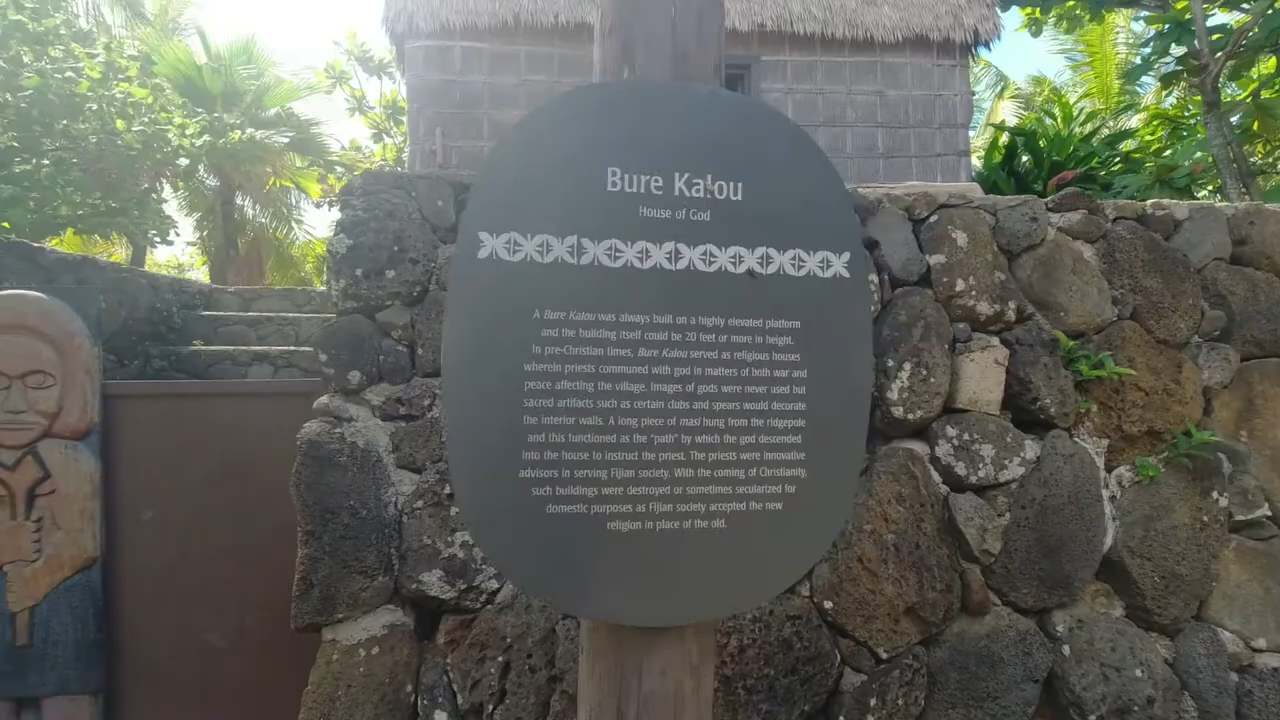 Bure Kalou
House of God
A Bure Kalou was always built on a highly elevated platform
and the building itself could be 20 feet or more in height.
In pre-Christian times, Bure Kalou served as religious houses
wherein priests communed with god in matters of both war and
peace affecting the village. Images of gods were never used but
sacred artifacts such as certain clubs and spears would decorate
the interior walls. A long piece of masi hung from the ridgepole
and this functioned as the "path" by which the god descended
into the house to instruct the priest. The priests were innovative
advisors in serving Fijian society. With the coming of Christianity,
such buildings were destroyed or sometimes secularized for
domestic purposes as Fijian society accepted the new
religion in place of the old.